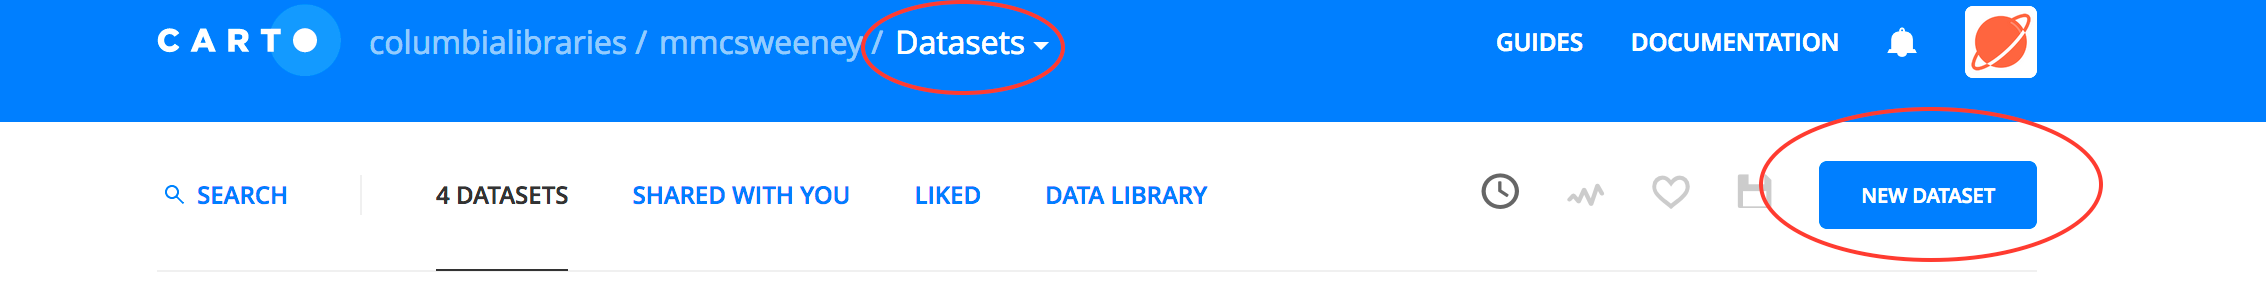 CARTO columbialibraries / mmcsweeney / Datasets GUIDES DOCUMENTATION
SEARCH 4 DATASETS SHARED WITH YOU LIKED DATA LIBRARY NEW DATASET